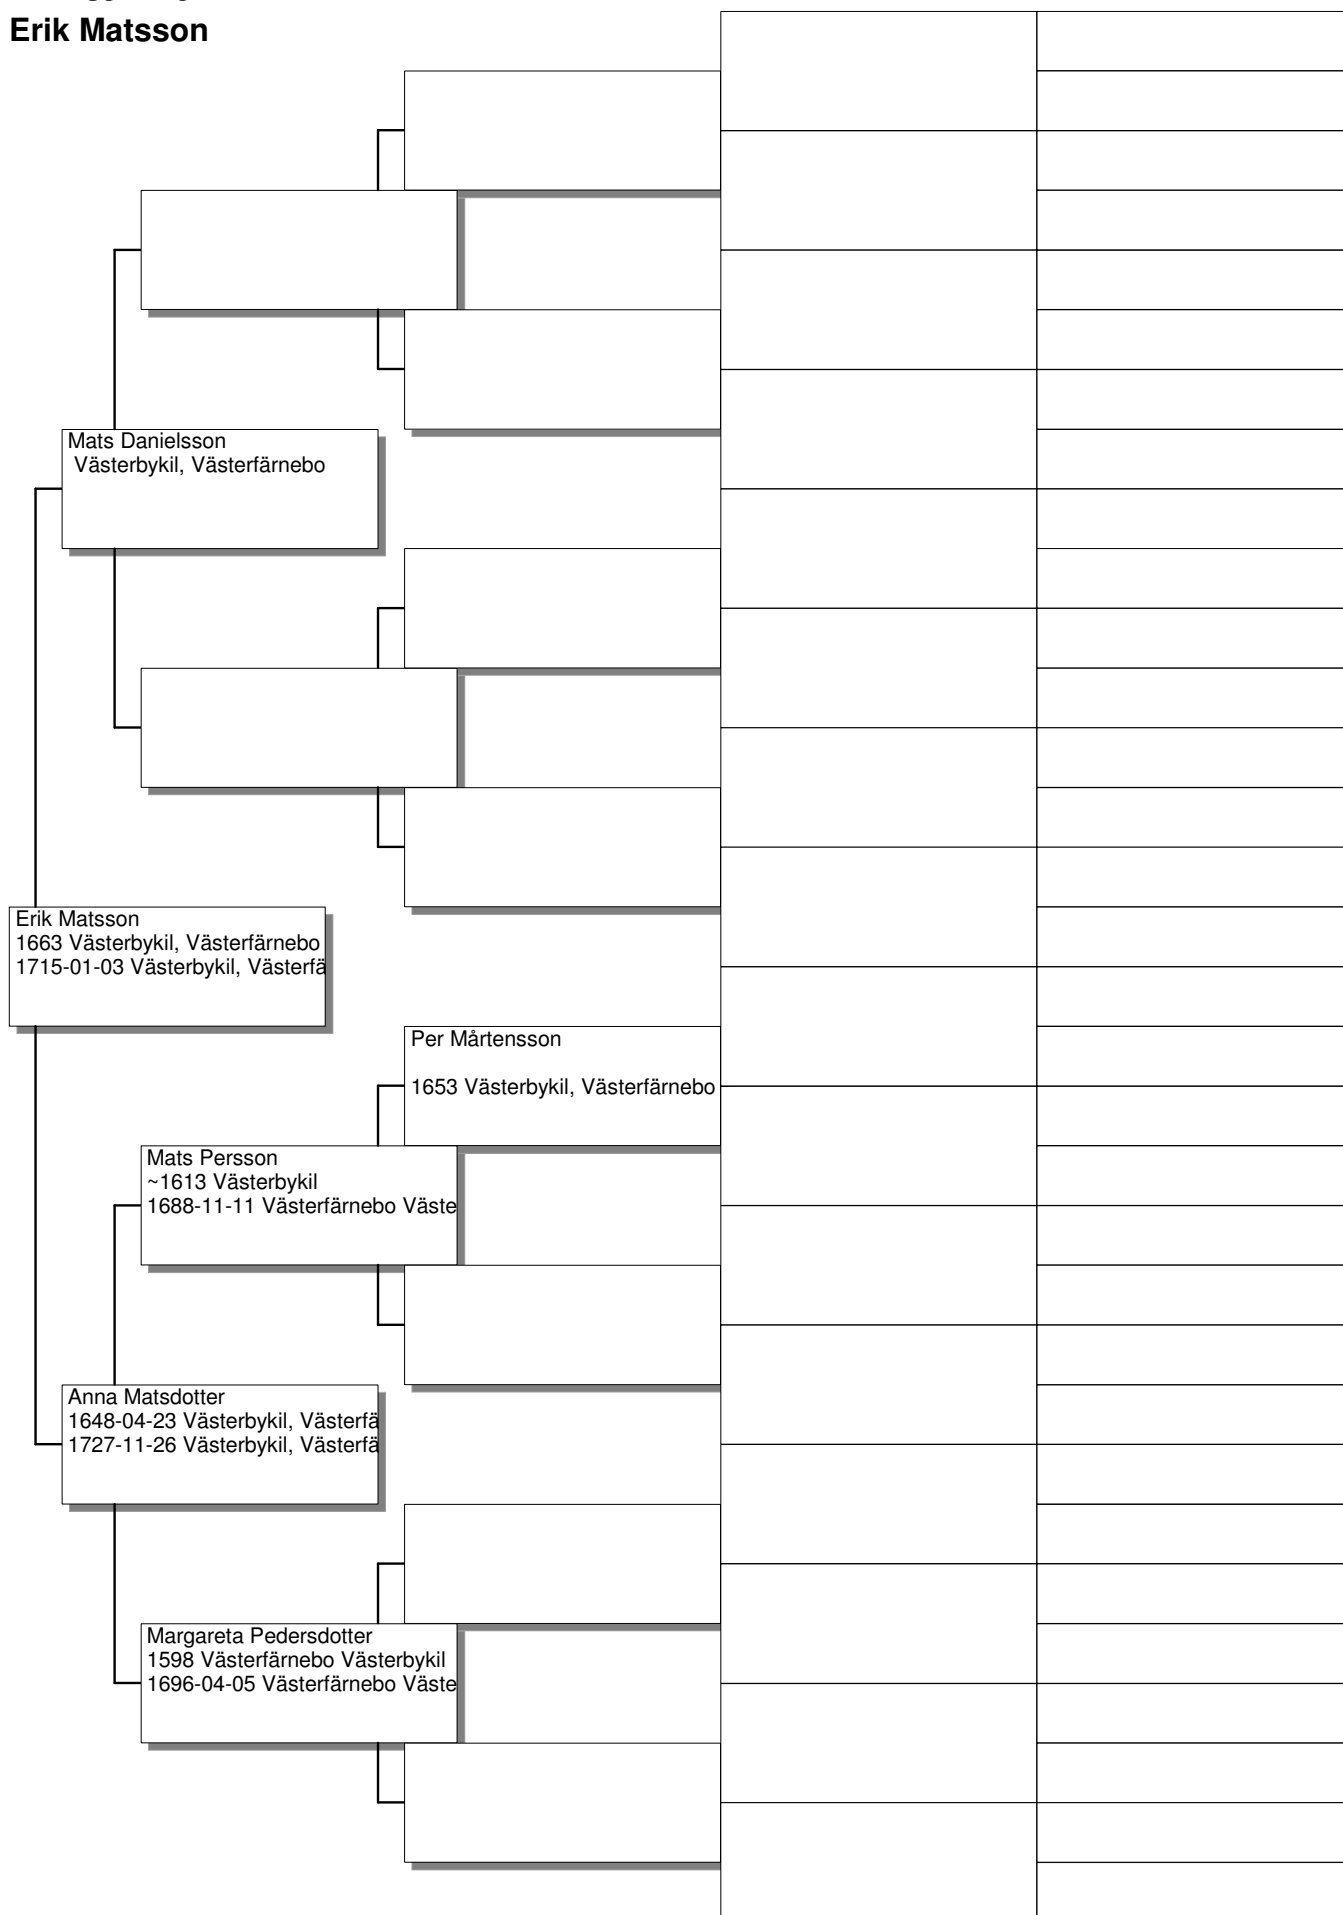 Erik Matsson
Mats Danielsson
Västerbykil, Västerfärnebo
Erik Matsson
1663 Västerbykil, Västerfärnebo
1715-01-03 Västerbykil, Västerfä
Per Mårtensson
1653 Västerbykil, Västerfärnebo
Mats Persson
~1613 Västerbykil
1688-11-11 Västerfärnebo Väste
Anna Matsdotter
1648-04-23 Västerbykil, Västerfä
1727-11-26 Västerbykil, Västerfä
Margareta Pedersdotter
1598 Västerfärnebo Västerbykil
1696-04-05 Västerfärnebo Väste